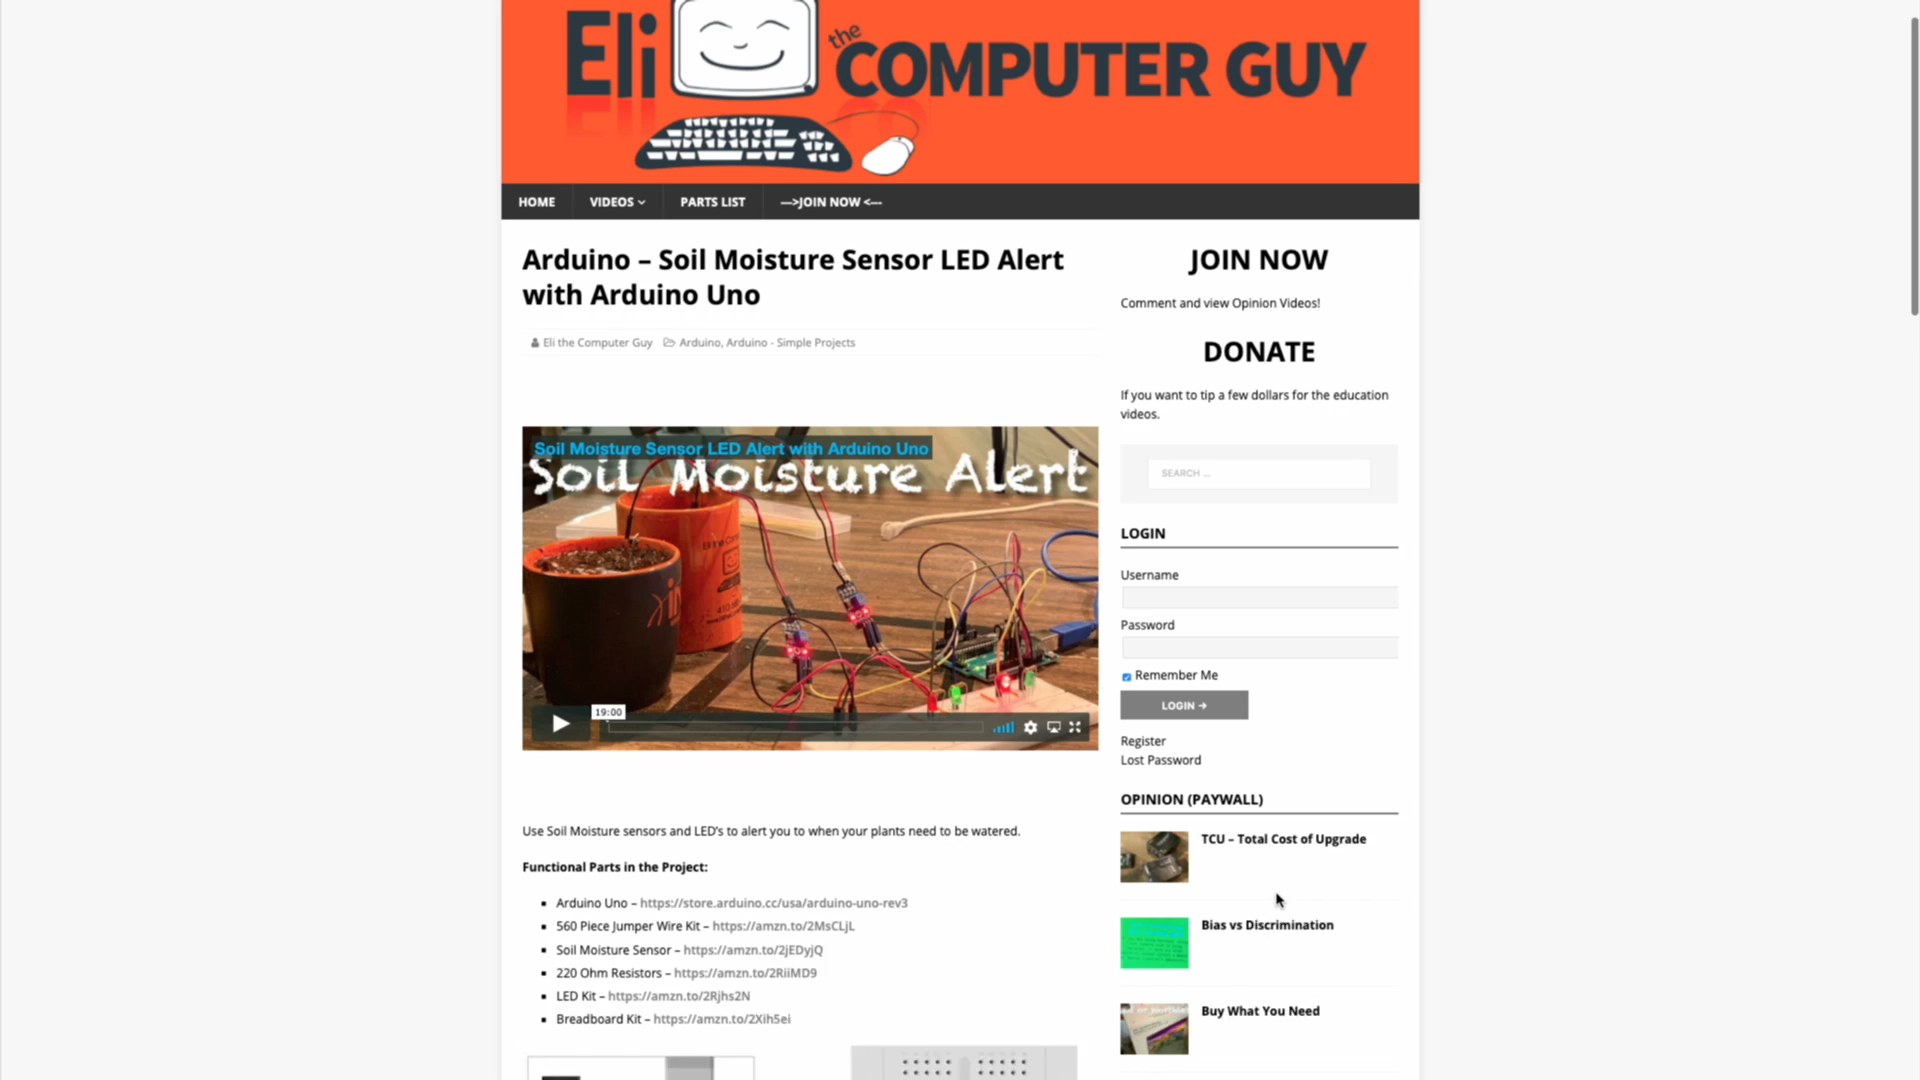 Eli the COMPUTER GUY
HOME
VIDEOS
PARTS LIST
--->JOIN NOW <---
Arduino – Soil Moisture Sensor LED Alert
with Arduino Uno
Eli the Computer Guy
Arduino, Arduino - Simple Projects
Soil Moisture Sensor LED Alert with Arduino Uno
Soil Moisture Alert
19:00
Use Soil Moisture sensors and LED's to alert you to when your plants need to be watered.
Functional Parts in the Project:
Arduino Uno – https://store.arduino.cc/usa/arduino-uno-rev3
560 Piece Jumper Wire Kit – https://amzn.to/2MsCLjL
Soil Moisture Sensor – https://amzn.to/2jEDyjQ
220 Ohm Resistors – https://amzn.to/2RiiMD9
LED Kit – https://amzn.to/2Rjhs2N
Breadboard Kit – https://amzn.to/2Xih5ei
JOIN NOW
Comment and view Opinion Videos!
DONATE
If you want to tip a few dollars for the education
videos.
SEARCH ...
LOGIN
Username
Password
Remember Me
LOGIN →
Register
Lost Password
OPINION (PAYWALL)
TCU – Total Cost of Upgrade
Bias vs Discrimination
Buy What You Need